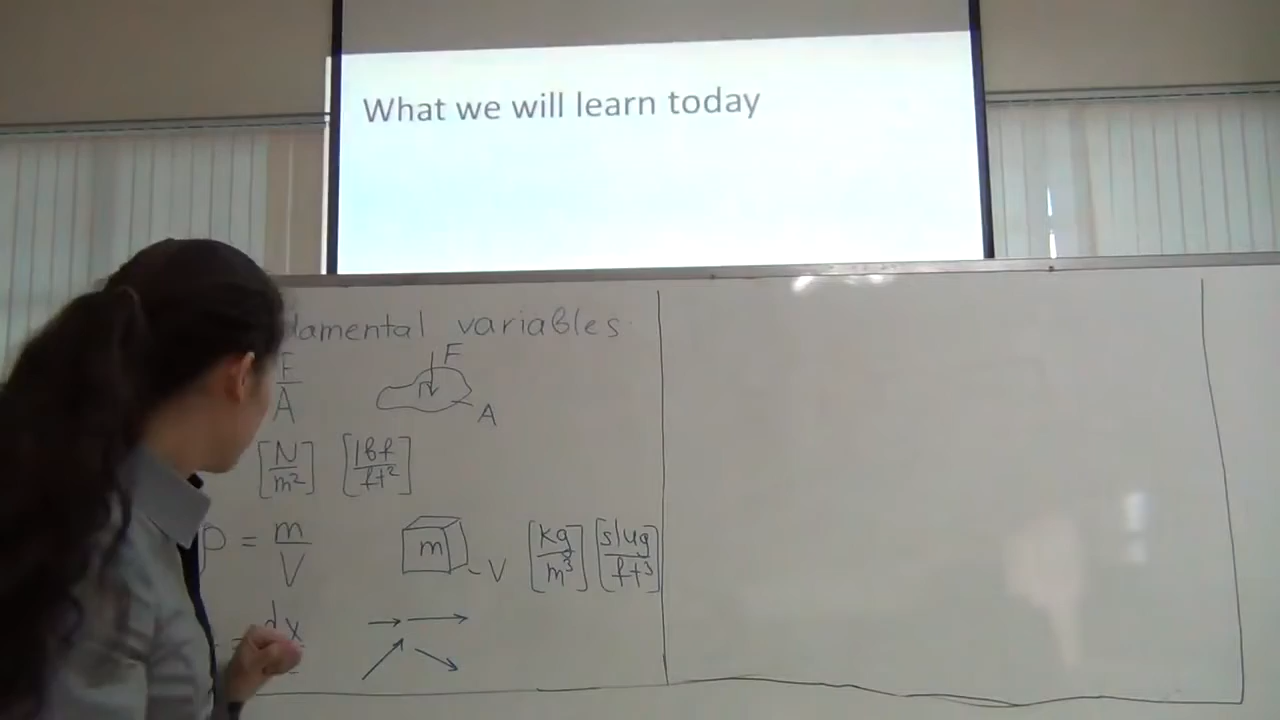 What we will learn today
damental variables
F
A
F
A
[N/m²] [lbf/ft²]
ρ = m/V
m
V
[kg/m³] [slug/ft³]
= dx